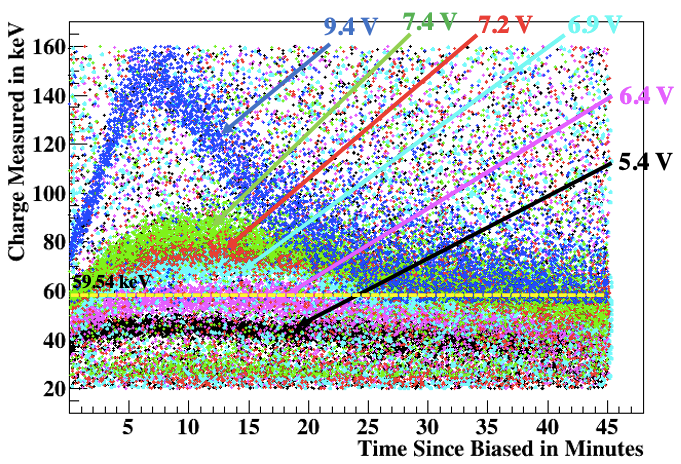 9.4 V
7.4 V
7.2 V
6.9 V
6.4 V
5.4 V
Charge Measured in keV
160
140
120
100
80
60
40
20
59.54 keV
5
10
15
20
25
30
35
40
45
Time Since Biased in Minutes